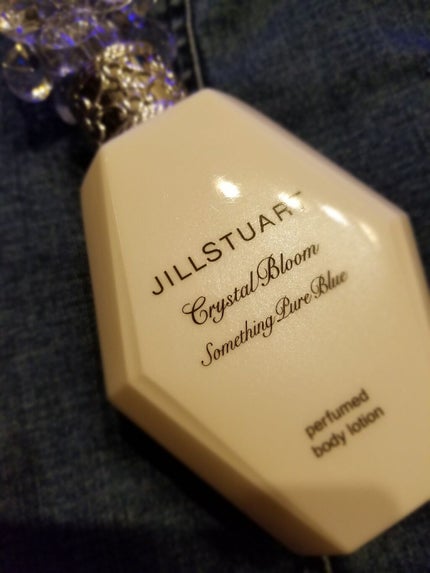 JILLSTUART
Crystal Bloom
Something Pure Blue
perfumed
body lotion